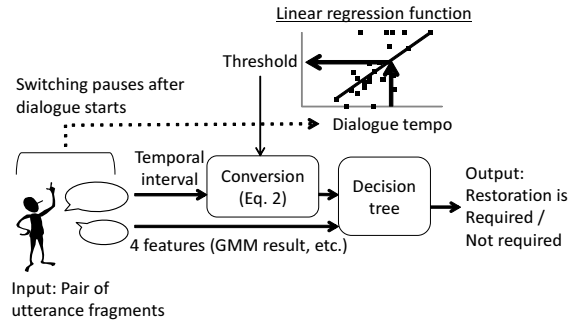 Linear regression function
Threshold
Switching pauses after
dialogue starts
Dialogue tempo
Temporal
interval
Conversion
(Eq. 2)
Decision
tree
Output:
Restoration is
Required /
Not required
4 features (GMM result, etc.)
Input: Pair of
utterance fragments